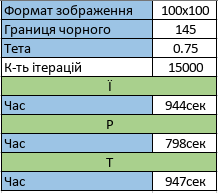 Формат зображення 100x100
Границя чорного 145
Тета 0.75
К-ть ітерацій 15000
Ї
Час 944сек
Р
Час 798сек
Т
Час 947сек